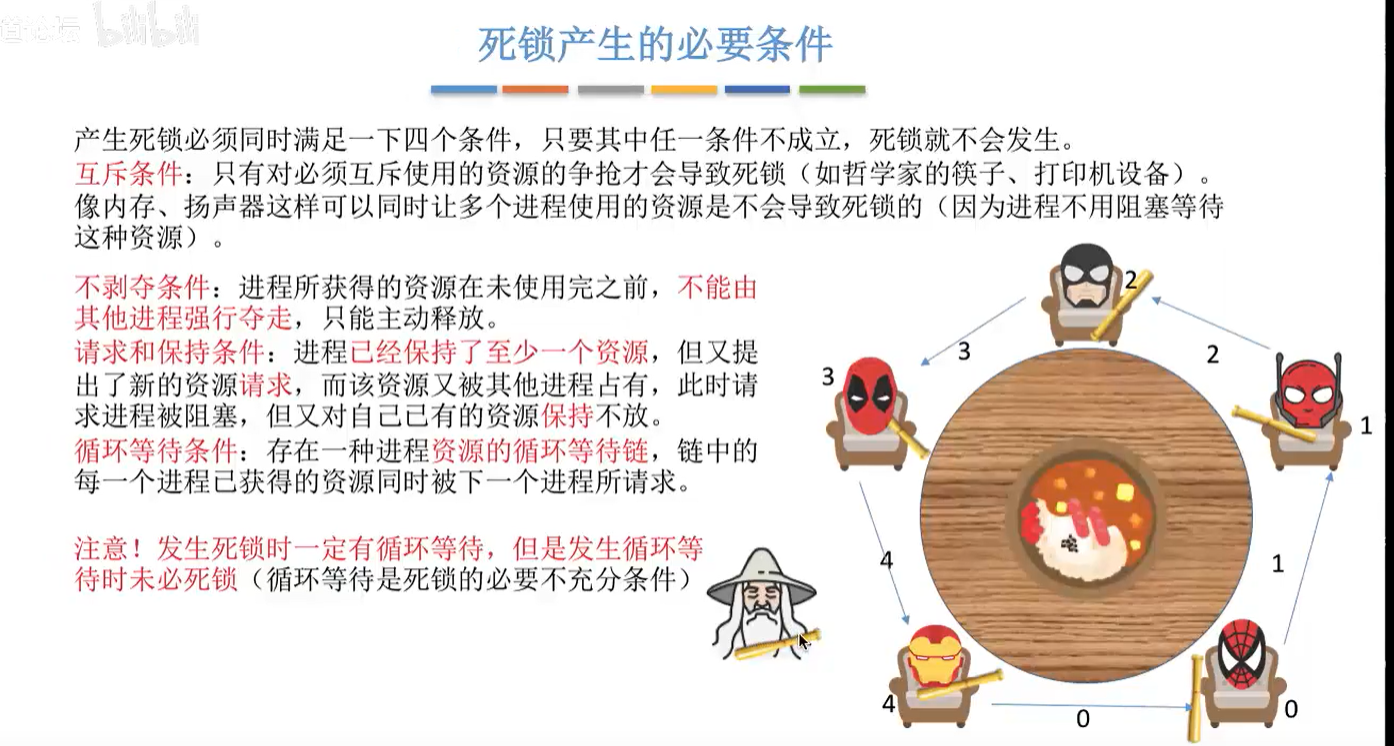 bilibili
死锁产生的必要条件
产生死锁必须同时满足一下四个条件，只要其中任一条件不成立，死锁就不会发生。
互斥条件：只有对必须互斥使用的资源的争抢才会导致死锁（如哲学家的筷子、打印机设备）。
像内存、扬声器这样可以同时让多个进程使用的资源是不会导致死锁的（因为进程不用阻塞等待
这种资源）。
不剥夺条件：进程所获得的资源在未使用完之前，不能由
其他进程强行夺走，只能主动释放。
请求和保持条件：进程已经保持了至少一个资源，但又提
出了新的资源请求，而该资源又被其他进程占有，此时请
求进程被阻塞，但又对自己已有的资源保持不放。
循环等待条件：存在一种进程资源的循环等待链，链中的
每一个进程已获得的资源同时被下一个进程所请求。
注意！发生死锁时一定有循环等待，但是发生循环等
待时未必死锁（循环等待是死锁的必要不充分条件）
2
3
2
3
1
4
1
4
0
0